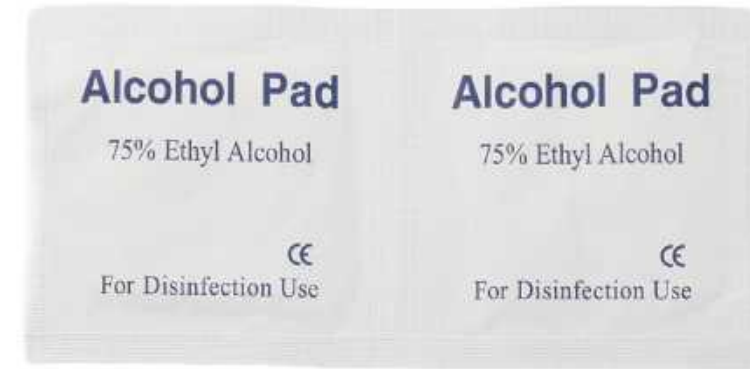 Alcohol Pad
75% Ethyl Alcohol
CE
For Disinfection Use
Alcohol Pad
75% Ethyl Alcohol
CE
For Disinfection Use